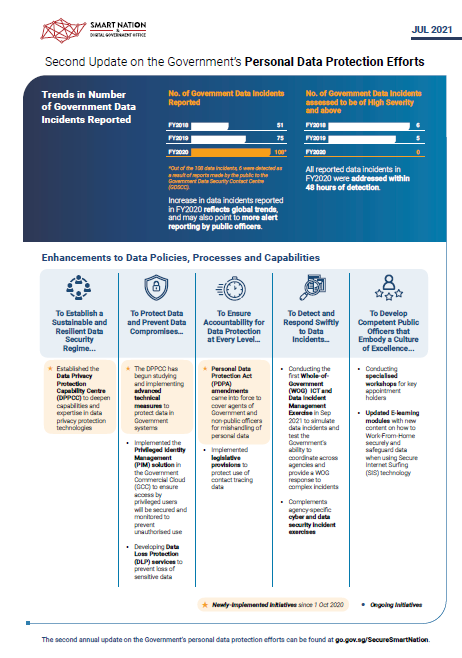 SMART NATION
&
DIGITAL GOVERNMENT OFFICE
JUL 2021
Second Update on the Government's Personal Data Protection Efforts
Trends in Number
of Government Data
Incidents Reported
No. of Government Data Incidents
Reported
FY2018 51
FY2019 75
FY2020 108*
*Out of the 108 data incidents, 6 were detected as
a result of reports made by the public to the
Government Data Security Contact Centre
(GDSCC).
Increase in data incidents reported
in FY2020 reflects global trends,
and may also point to more alert
reporting by public officers.
No. of Government Data Incidents
assessed to be of High Severity
and above
FY2018 6
FY2019 5
FY2020 0
All reported data incidents in
FY2020 were addressed within
48 hours of detection.
Enhancements to Data Policies, Processes and Capabilities
To Establish a
Sustainable and
Resilient Data
Security
Regime...
★ Established the
Data Privacy
Protection
Capability Centre
(DPPCC) to deepen
capabilities and
expertise in data
privacy protection
technologies
To Protect Data
and Prevent Data
Compromises...
★ The DPPCC has
begun studying
and implementing
advanced
technical
measures to
protect data in
Government
systems
• Implemented the
Privileged Identity
Management
(PIM) solution in
the Government
Commercial Cloud
(GCC) to ensure
access by
privileged users
will be secured and
monitored to
prevent
unauthorised use
• Developing Data
Loss Protection
(DLP) services to
prevent loss of
sensitive data
To Ensure
Accountability for
Data Protection
at Every Level...
★ Personal Data
Protection Act
(PDPA)
amendments
came into force to
cover agents of
Government and
non-public officers
for mishandling of
personal data
• Implemented
legislative
provisions to
protect use of
contact tracing
data
To Detect and
Respond Swiftly
to Data
Incidents...
• Conducting the
first Whole-of-
Government
(WOG) ICT and
Data Incident
Management
Exercise in Sep
2021 to simulate
data incidents and
test the
Government's
ability to
coordinate across
agencies and
provide a WOG
response to
complex incidents
• Complements
agency-specific
cyber and data
security incident
exercises
To Develop
Competent Public
Officers that
Embody a Culture
of Excellence...
• Conducting
specialised
workshops for key
appointment
holders
• Updated E-learning
modules with new
content on how to
Work-From-Home
securely and
safeguard data
when using Secure
Internet Surfing
(SIS) technology
★ Newly-Implemented Initiatives since 1 Oct 2020
• Ongoing Initiatives
The second annual update on the Government's personal data protection efforts can be found at go.gov.sg/SecureSmartNation.